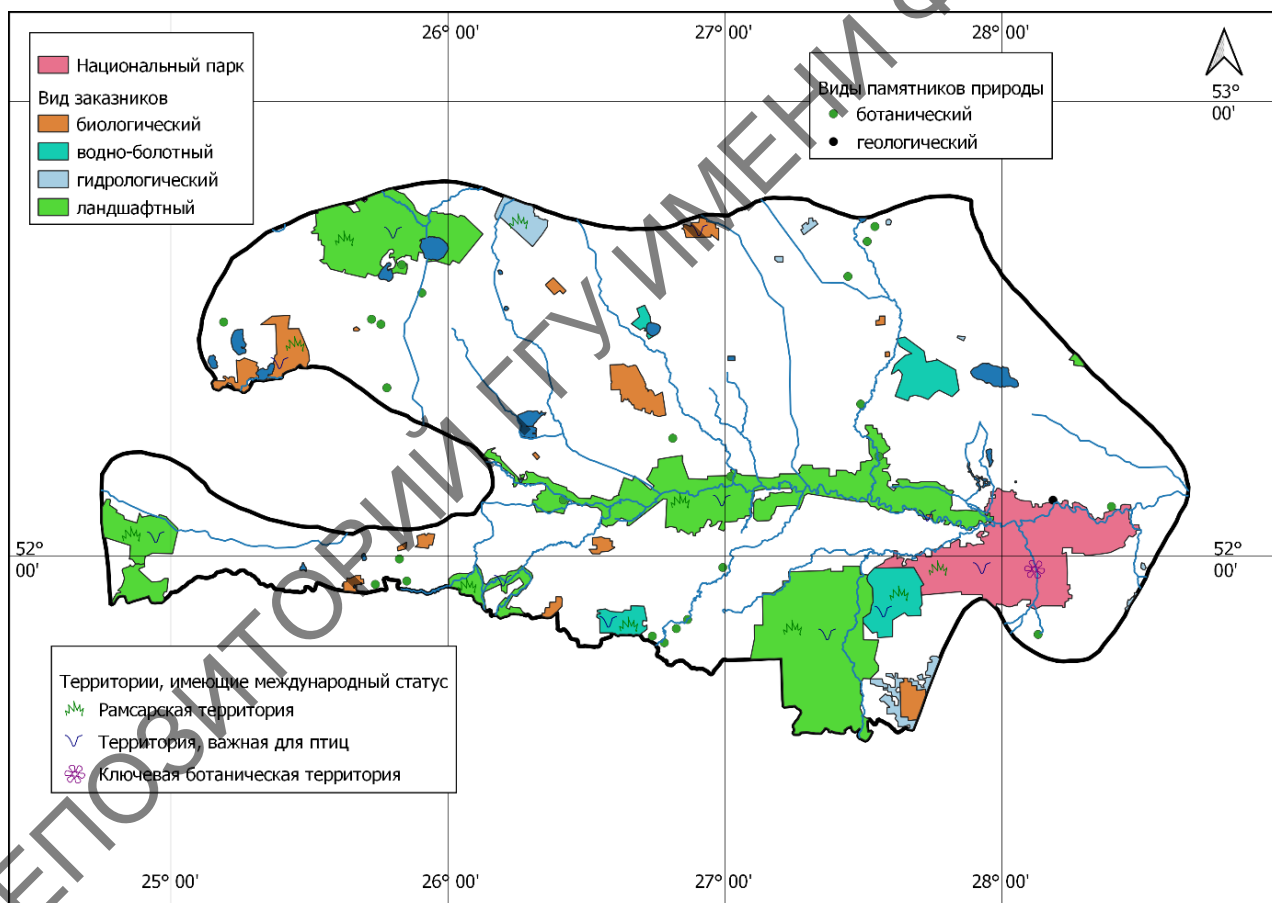 26° 00'
27° 00'
28° 00'
Национальный парк
Вид заказников
биологический
водно-болотный
гидрологический
ландшафтный
Виды памятников природы
ботанический
геологический
53°
00'
52°
00'
52°
00'
Территории, имеющие международный статус
Рамсарская территория
Территория, важная для птиц
Ключевая ботаническая территория
25° 00'
26° 00'
27° 00'
28° 00'
ЕПОЗИТОРИЙ ГГУ ИМЕНИ Ф